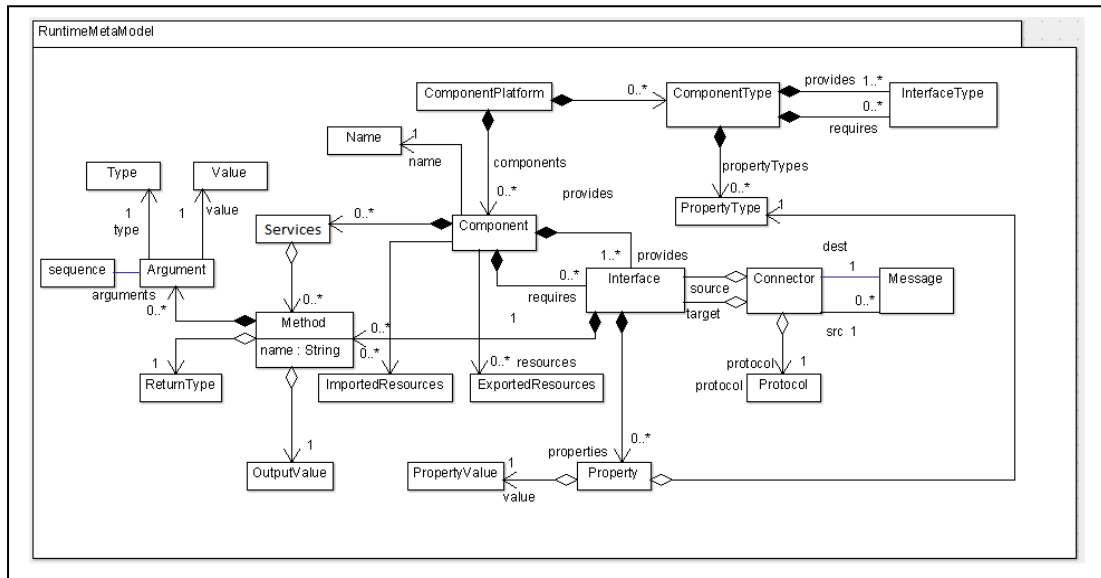 RuntimeMetaModel
ComponentPlatform
0..*
ComponentType
provides 1..*
InterfaceType
0..*
requires
Name
1
name
components
propertyTypes
Type
Value
0..*
provides
0..*
PropertyType
1
1
type
1
value
Services
0..*
Component
dest
sequence
Argument
1..*
provides
Interface
Connector
1
Message
arguments
0..*
0..*
requires
source
target
0..*
src 1
0..*
Method
name : String
0..*
0..*
1
ReturnType
1
ImportedResources
0..* resources
ExportedResources
protocol
1
protocol
Protocol
1
OutputValue
properties
0..*
PropertyValue
1
value
Property